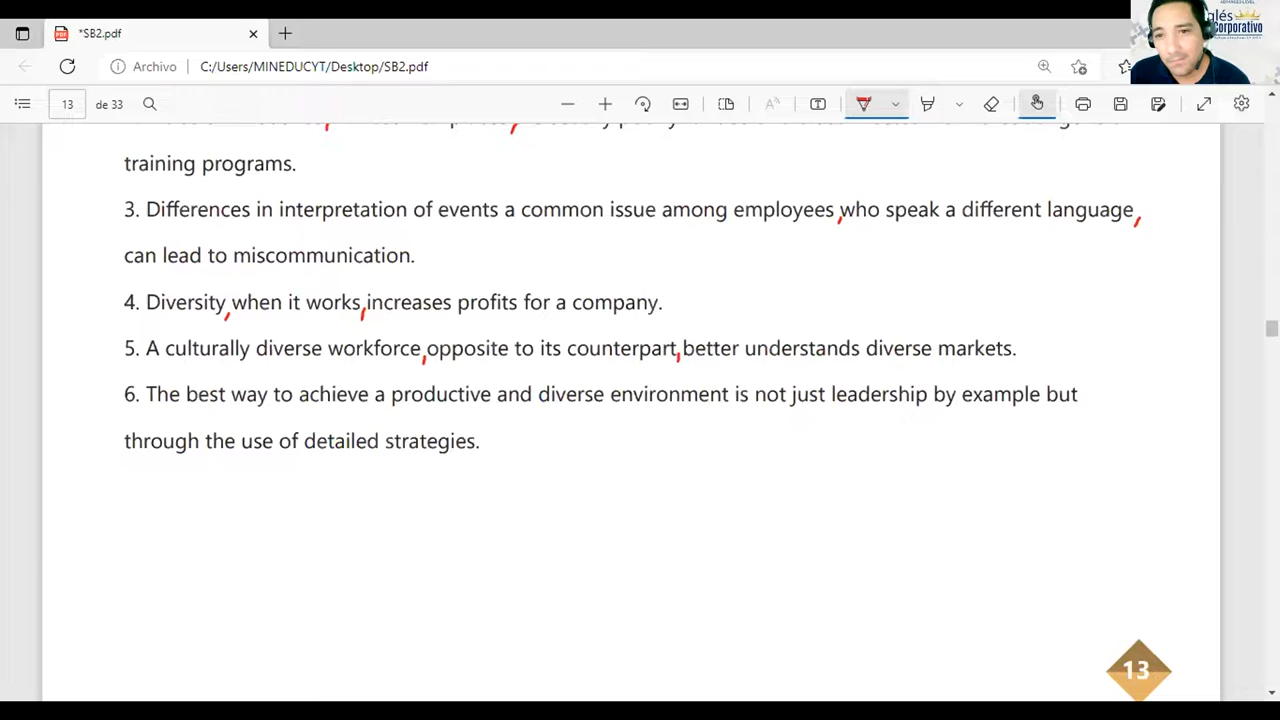 *SB2.pdf
Archivo
C:/Users/MINEDUCYT/Desktop/SB2.pdf
glés
Corporativo
13 de 33
training programs.
3. Differences in interpretation of events a common issue among employees,who speak a different language,
can lead to miscommunication.
4. Diversity,when it works,increases profits for a company.
5. A culturally diverse workforce,opposite to its counterpart,better understands diverse markets.
6. The best way to achieve a productive and diverse environment is not just leadership by example but
through the use of detailed strategies.
13